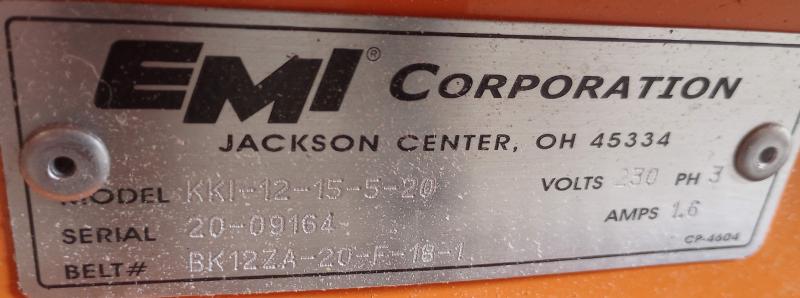 EMI® CORPORATION
JACKSON CENTER, OH 45334
MODEL KKI-12-15-5-20 VOLTS 230 PH 3
SERIAL 20-09164 AMPS 1.6
BELT# BK12ZA-20-F-18-1 CP-4604